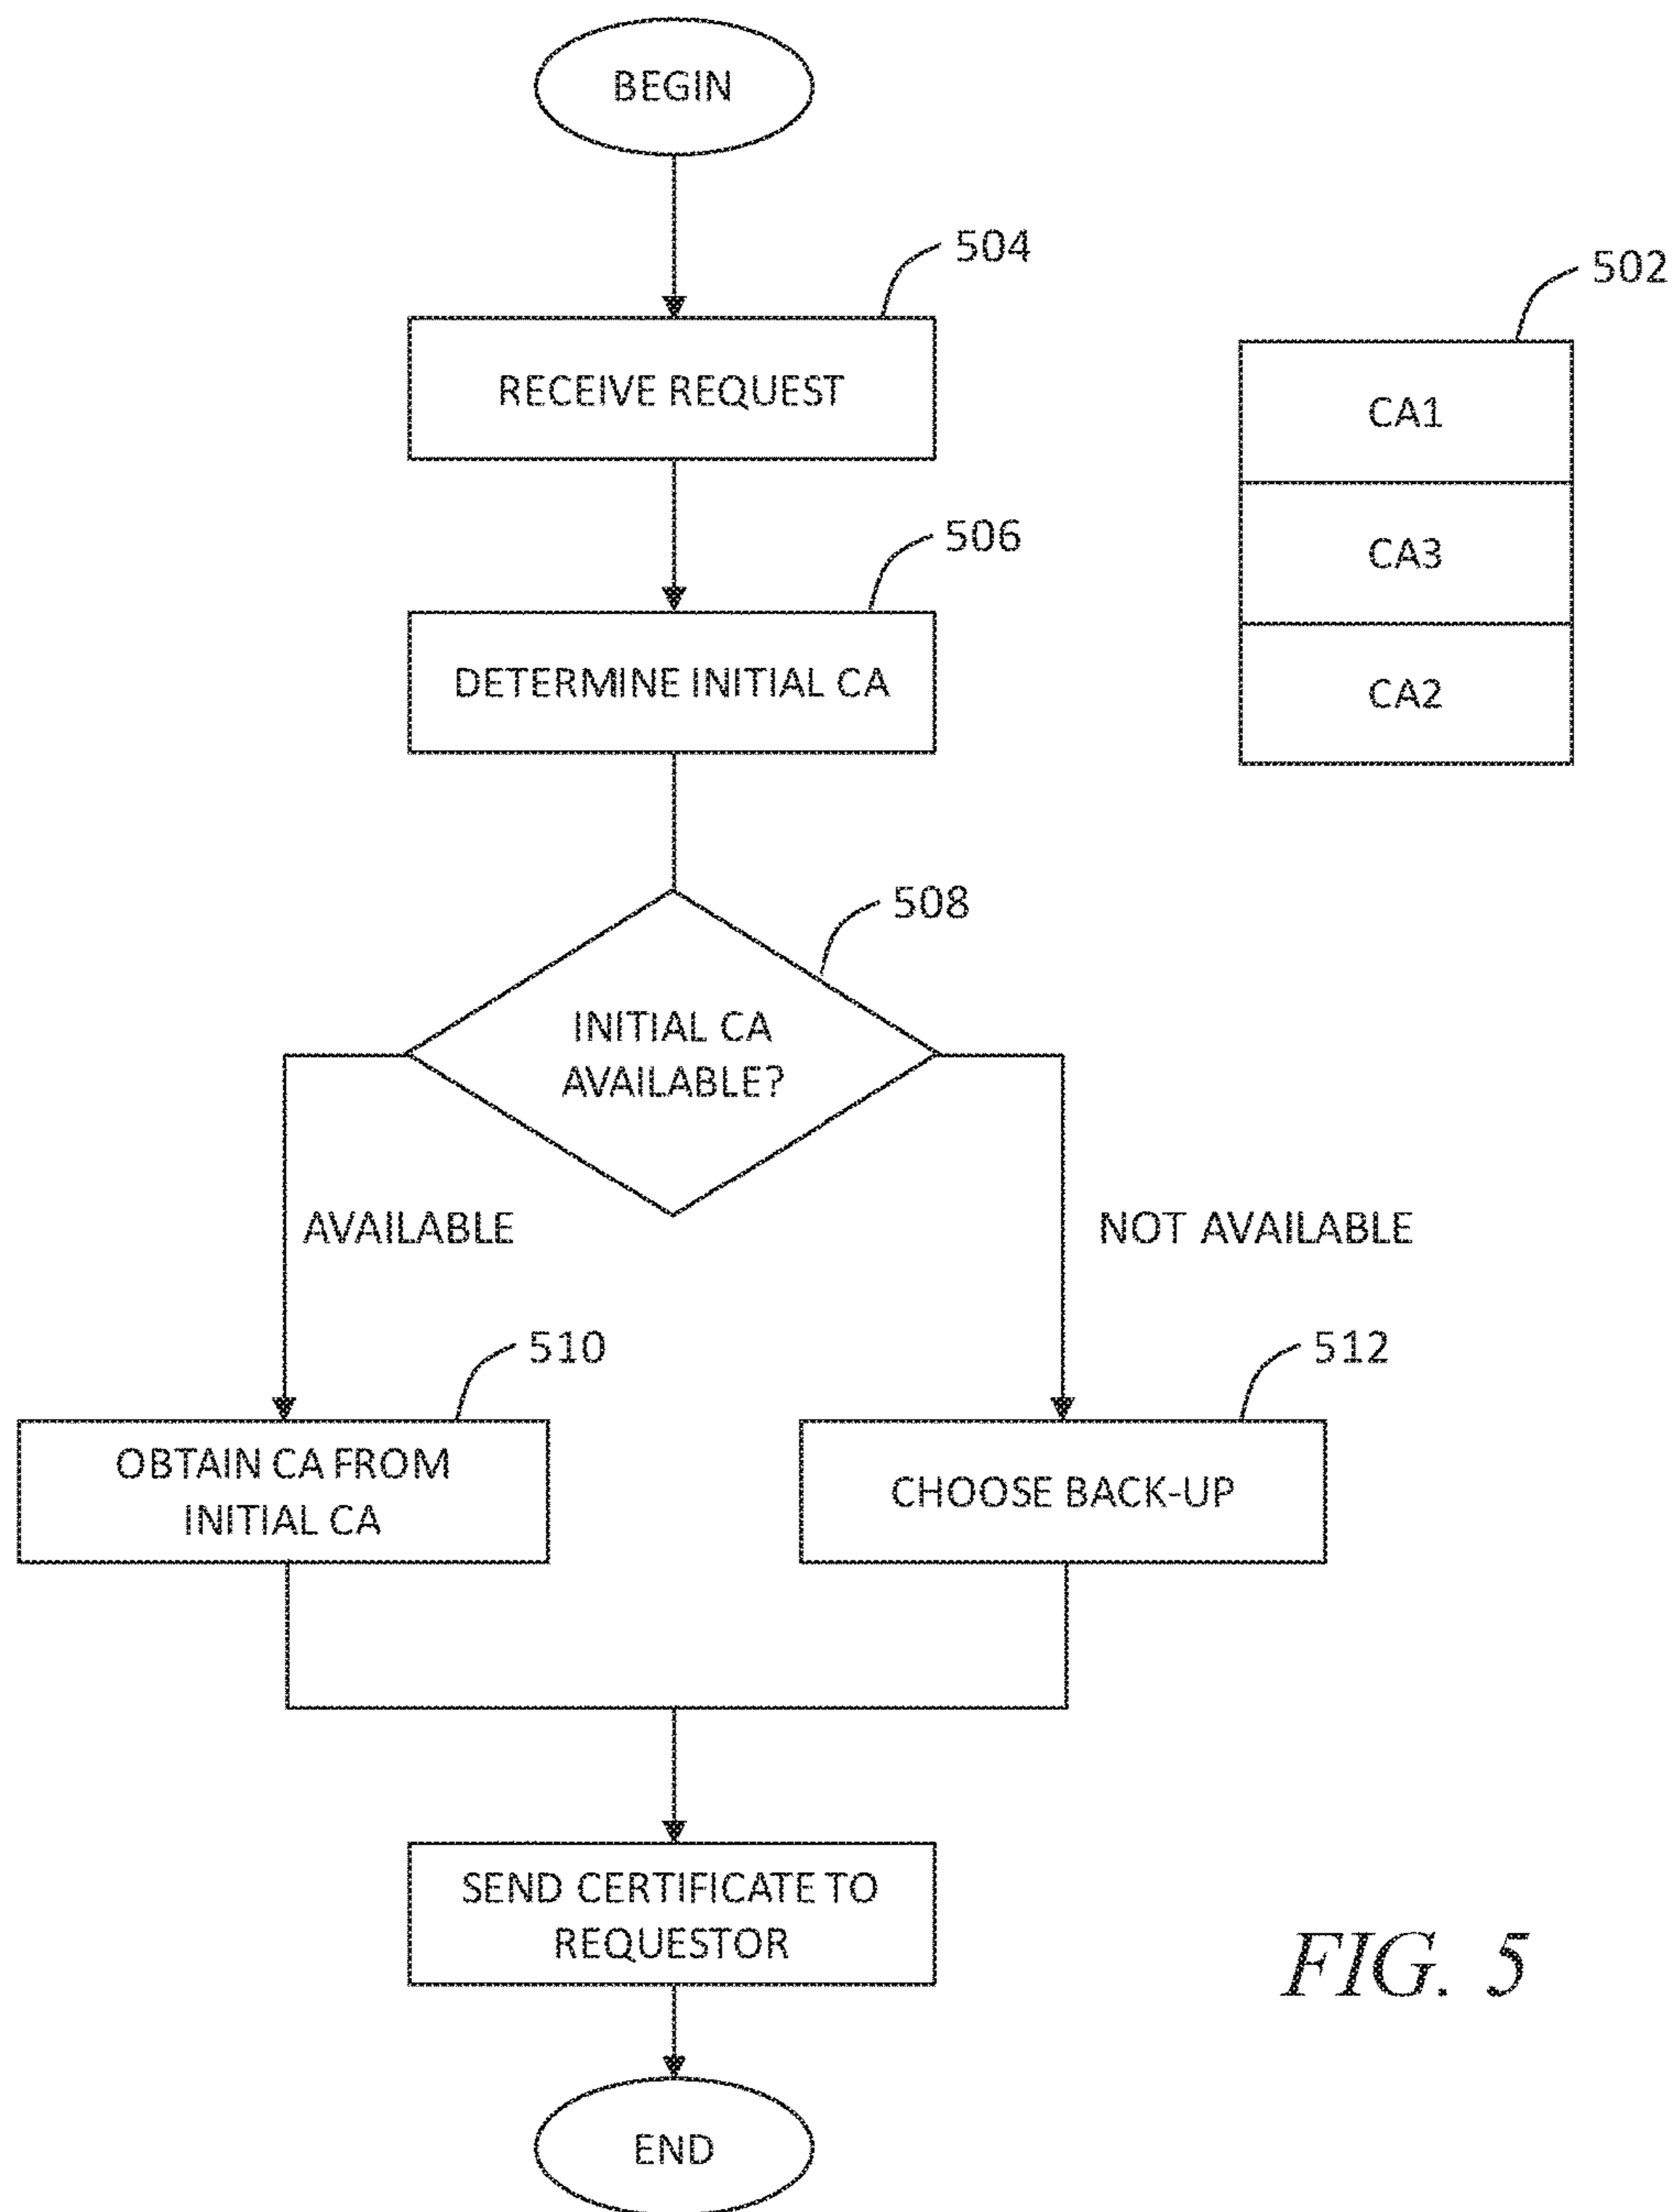 BEGIN
504
RECEIVE REQUEST
502
CA1
CA3
CA2
506
DETERMINE INITIAL CA
508
INITIAL CA
AVAILABLE?
AVAILABLE
NOT AVAILABLE
510
OBTAIN CA FROM
INITIAL CA
512
CHOOSE BACK-UP
SEND CERTIFICATE TO
REQUESTOR
END
FIG. 5